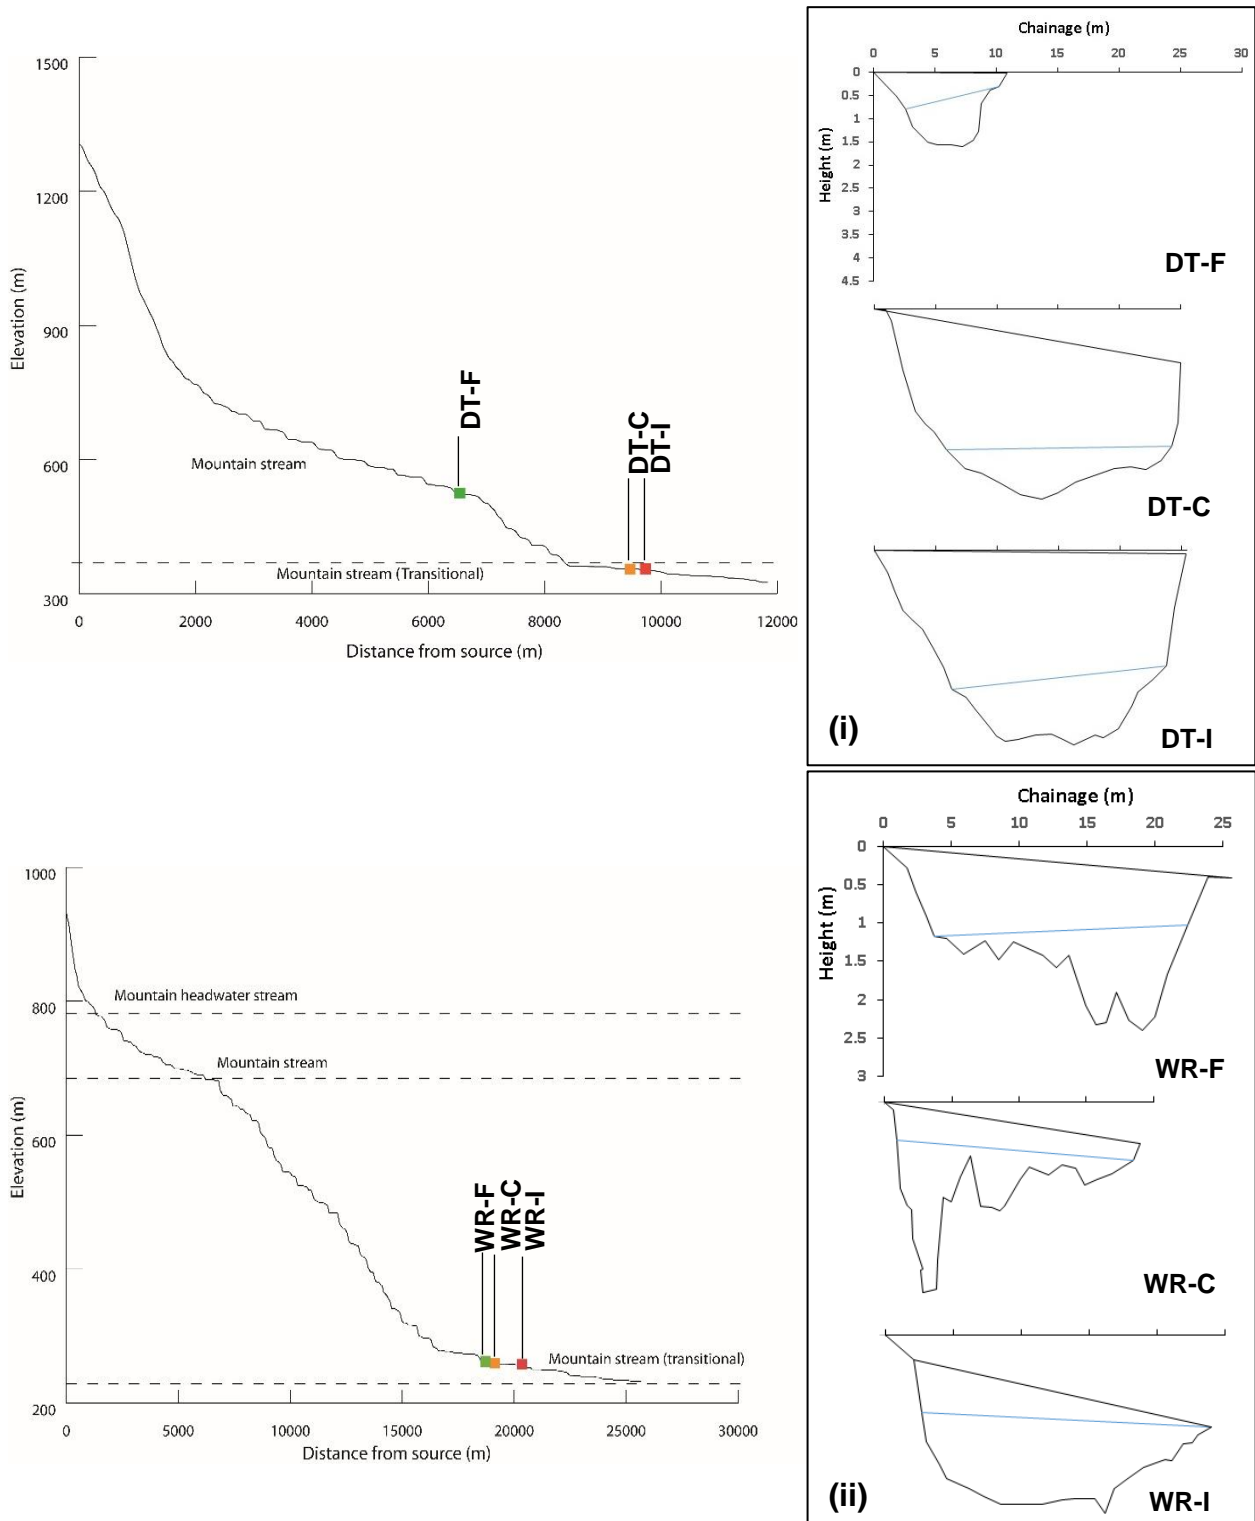 1500
1200
900
600
300
Elevation (m)
0 2000 4000 6000 8000 10000 12000
Distance from source (m)
Mountain stream
Mountain stream (Transitional)
DT-F
DT-C
DT-I
Chainage (m)
0 5 10 15 20 25 30
0
0.5
1
1.5
2
2.5
3
3.5
4
4.5
Height (m)
DT-F
DT-C
DT-I
(i)
1000
800
600
400
200
Elevation (m)
0 5000 10000 15000 20000 25000 30000
Distance from source (m)
Mountain headwater stream
Mountain stream
Mountain stream (transitional)
WR-F
WR-C
WR-I
Chainage (m)
0 5 10 15 20 25
0
0.5
1
1.5
2
2.5
3
Height (m)
WR-F
WR-C
WR-I
(ii)